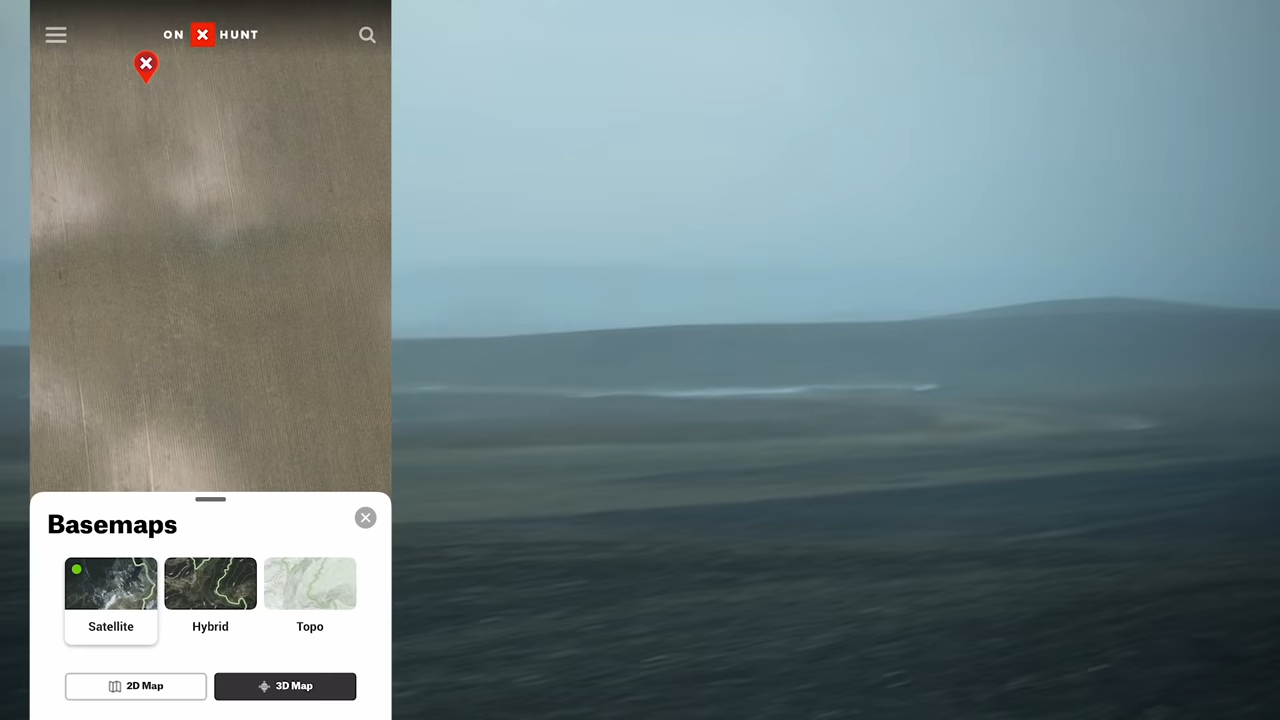 ON X HUNT
Basemaps
Satellite
Hybrid
Topo
2D Map
3D Map